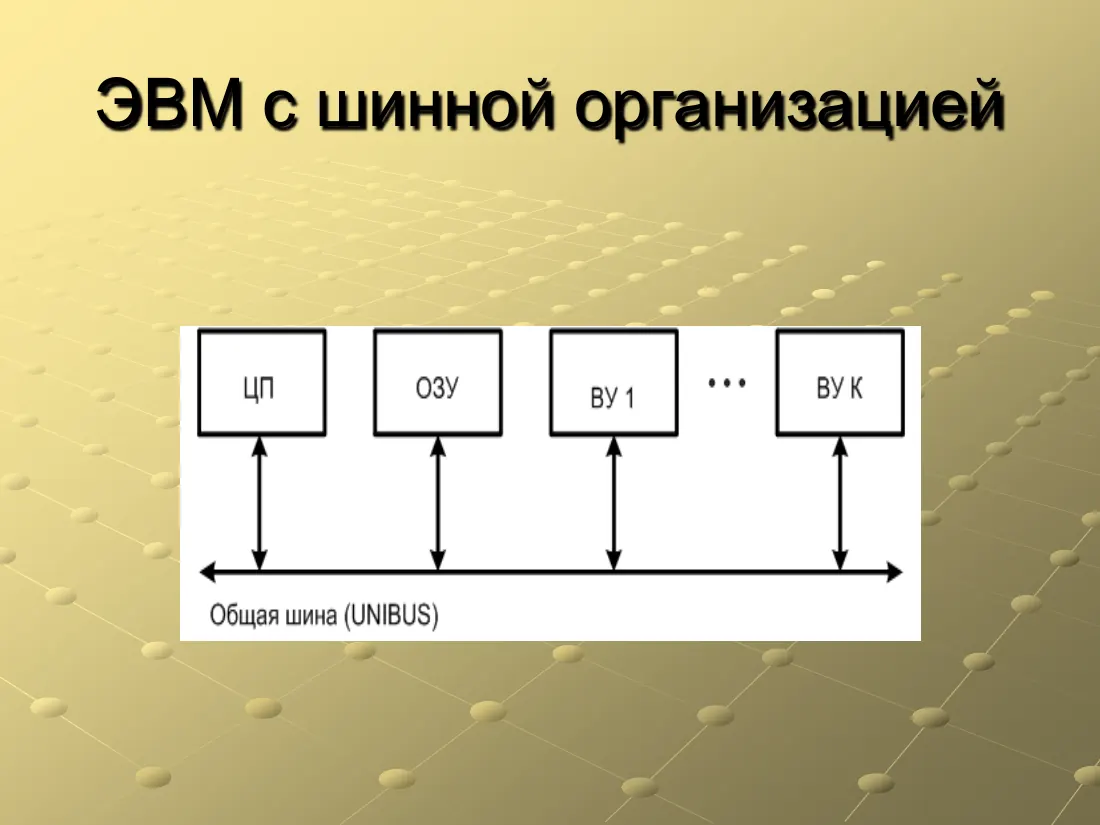 ЭВМ с шинной организацией
ЦП
ОЗУ
ВУ 1
...
ВУ К
Общая шина (UNIBUS)